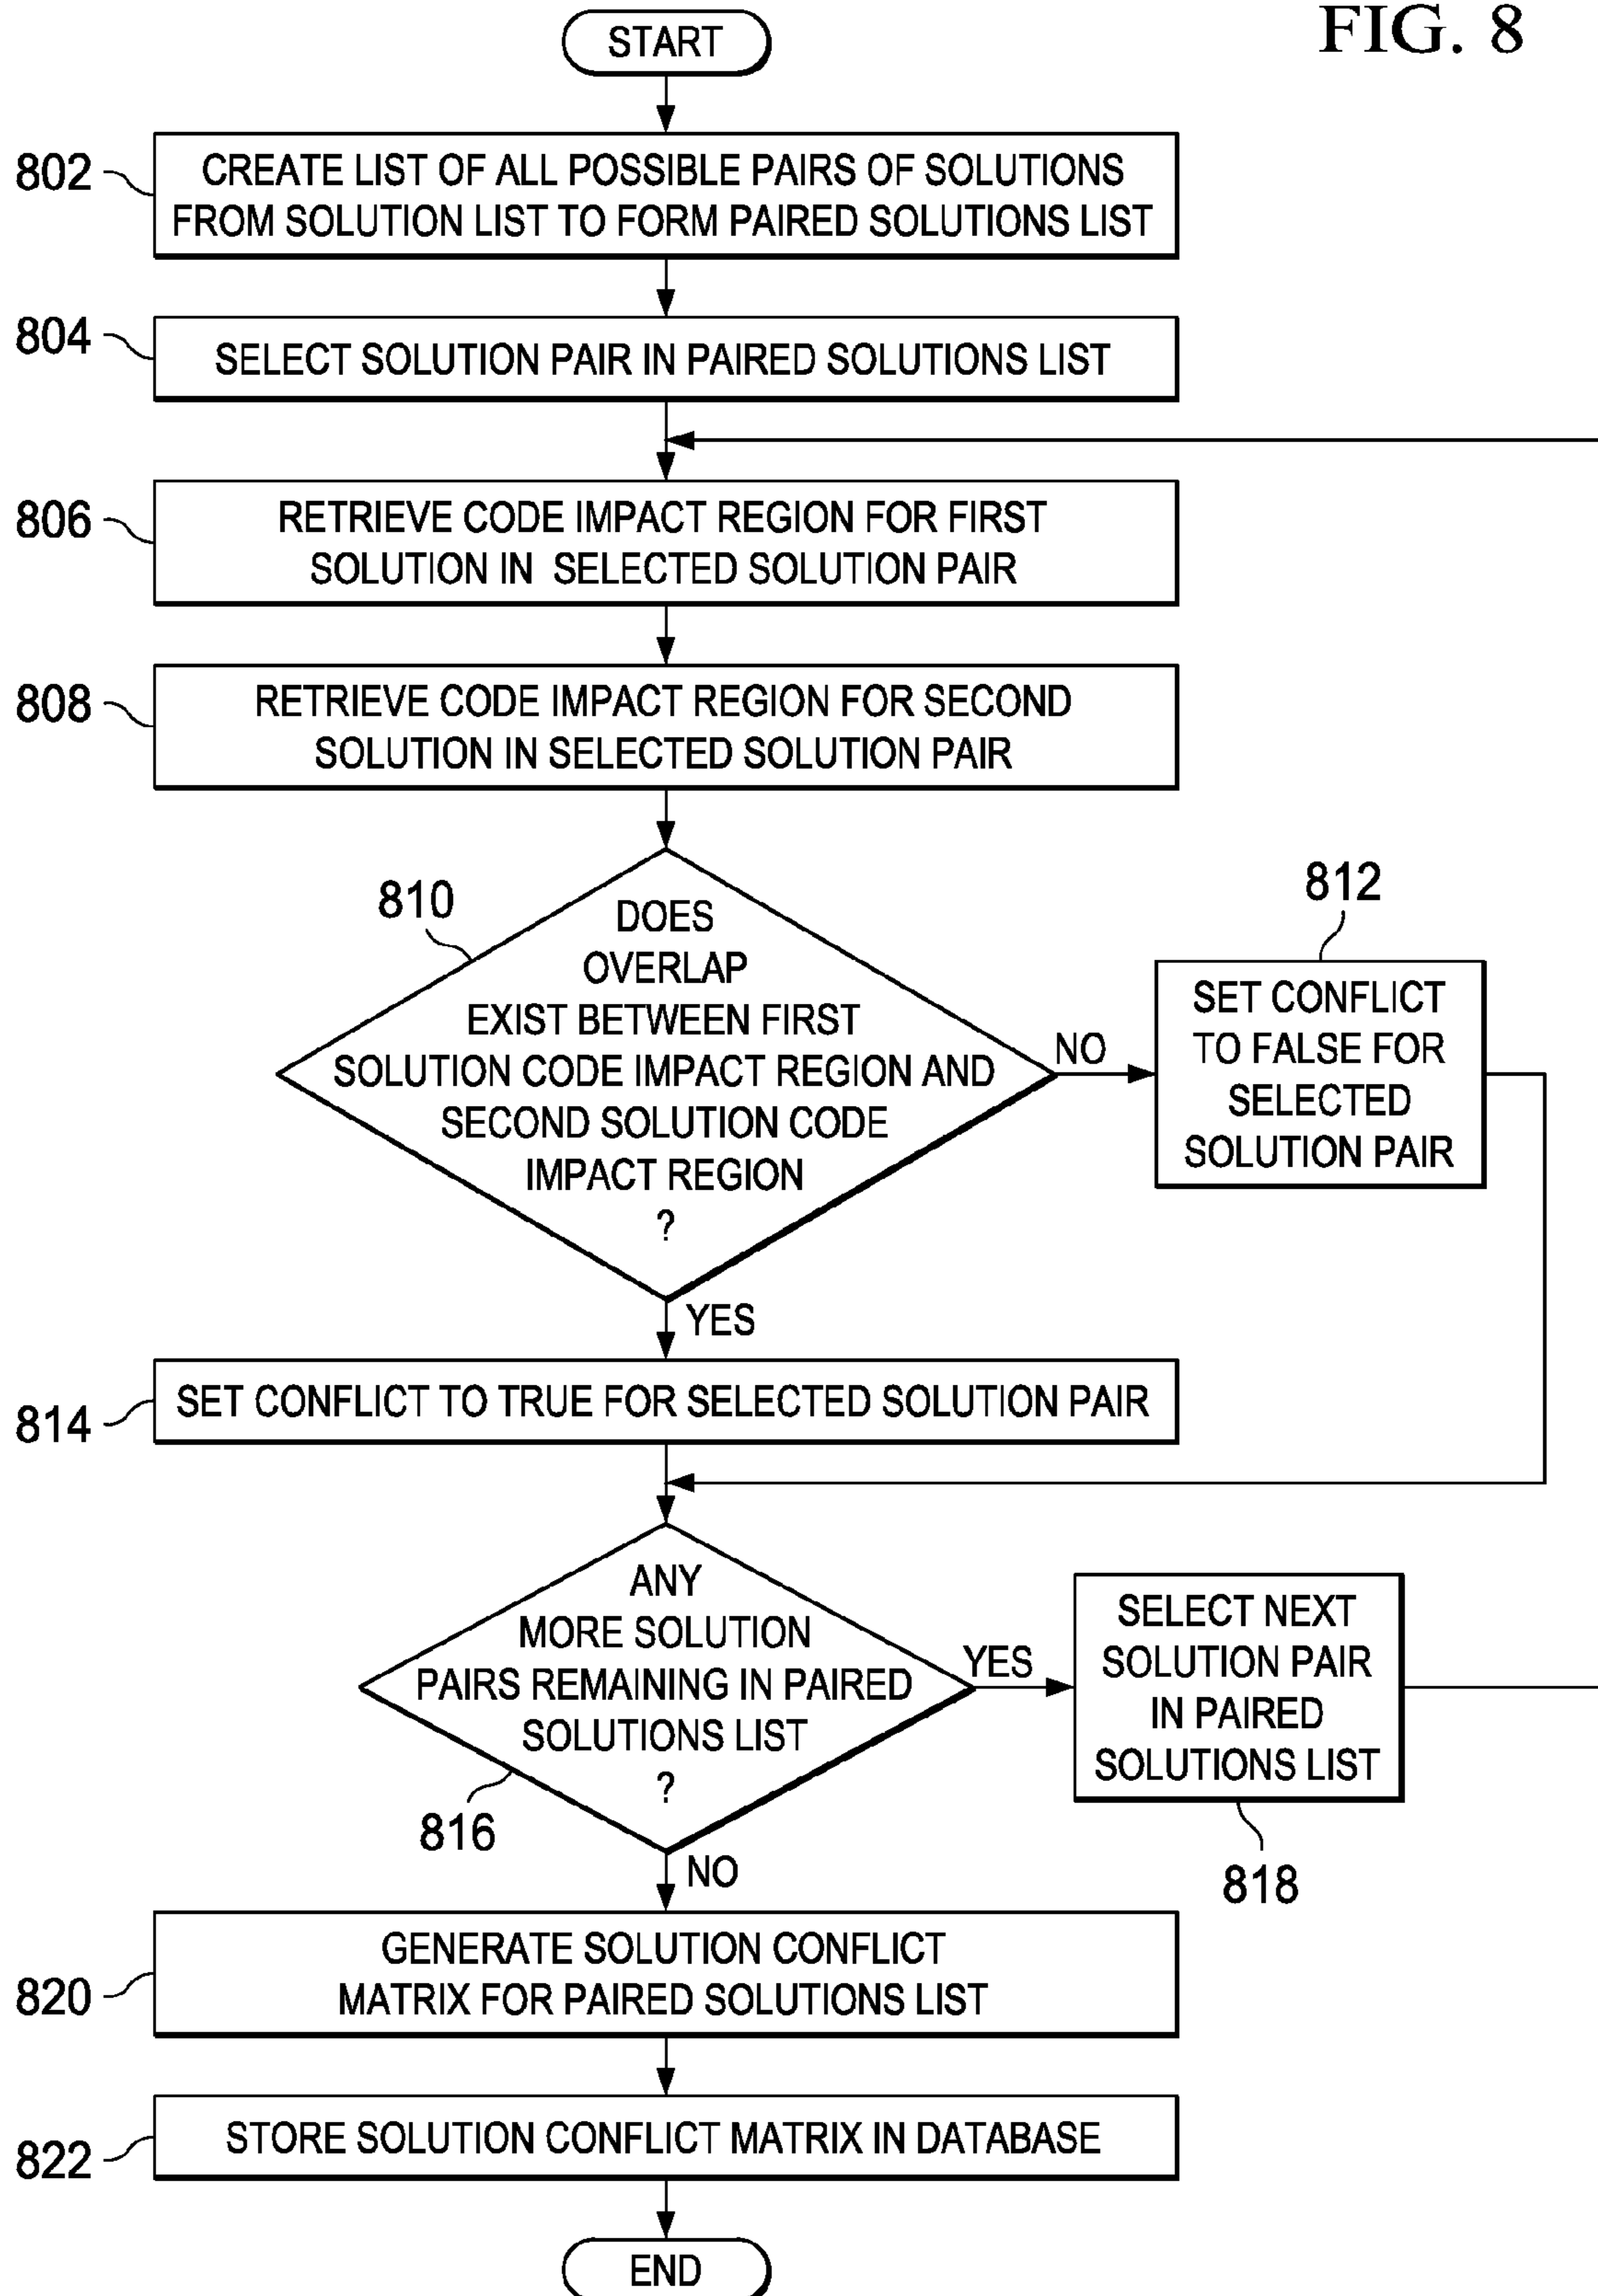 FIG. 8
START
802
CREATE LIST OF ALL POSSIBLE PAIRS OF SOLUTIONS
FROM SOLUTION LIST TO FORM PAIRED SOLUTIONS LIST
804
SELECT SOLUTION PAIR IN PAIRED SOLUTIONS LIST
806
RETRIEVE CODE IMPACT REGION FOR FIRST
SOLUTION IN SELECTED SOLUTION PAIR
808
RETRIEVE CODE IMPACT REGION FOR SECOND
SOLUTION IN SELECTED SOLUTION PAIR
810
DOES
OVERLAP
EXIST BETWEEN FIRST
SOLUTION CODE IMPACT REGION AND
SECOND SOLUTION CODE
IMPACT REGION
?
NO
812
SET CONFLICT
TO FALSE FOR
SELECTED
SOLUTION PAIR
YES
814
SET CONFLICT TO TRUE FOR SELECTED SOLUTION PAIR
ANY
MORE SOLUTION
PAIRS REMAINING IN PAIRED
SOLUTIONS LIST
?
816
YES
SELECT NEXT
SOLUTION PAIR
IN PAIRED
SOLUTIONS LIST
818
NO
820
GENERATE SOLUTION CONFLICT
MATRIX FOR PAIRED SOLUTIONS LIST
822
STORE SOLUTION CONFLICT MATRIX IN DATABASE
END